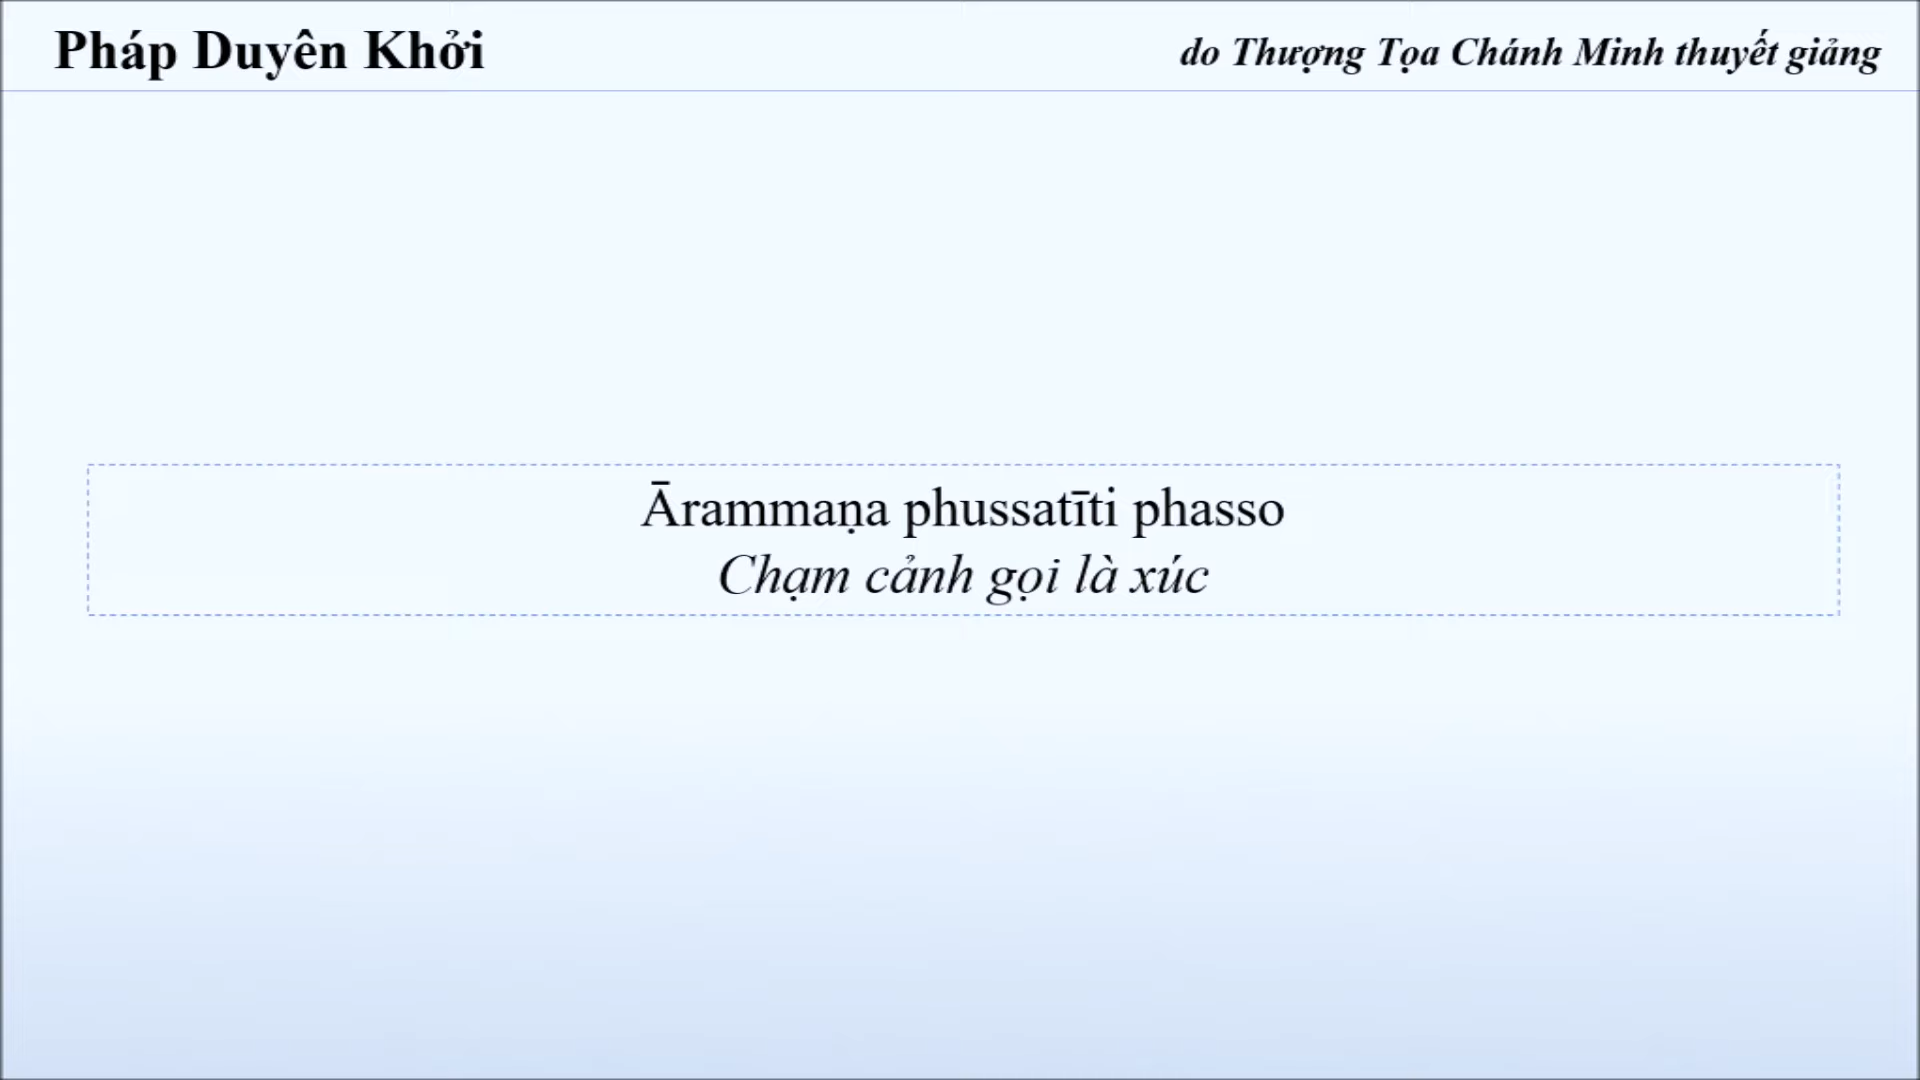 Pháp Duyên Khởi
do Thượng Tọa Chánh Minh thuyết giảng
Ārammaṇa phussatīti phasso
Chạm cảnh gọi là xúc